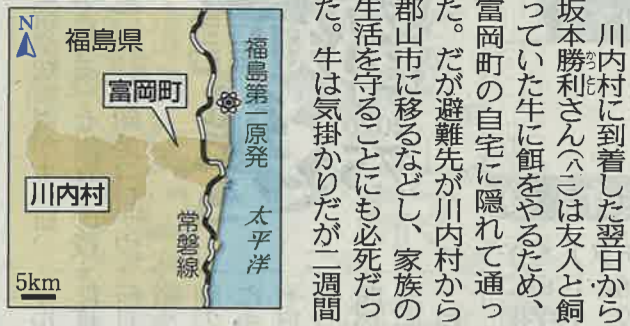 川内村に到着した翌日から
坂本勝利さん(八二)は友人と飼
かつとし
っていた牛に餌をやるため、
富岡町の自宅に隠れて通っ
た。だが避難先が川内村から
郡山市に移るなどし、家族の
生活を守ることにも必死だっ
た。牛は気掛かりだが二週間
N
福島県
福島第一原発
富岡町
川内村
常磐線
太平洋
5km